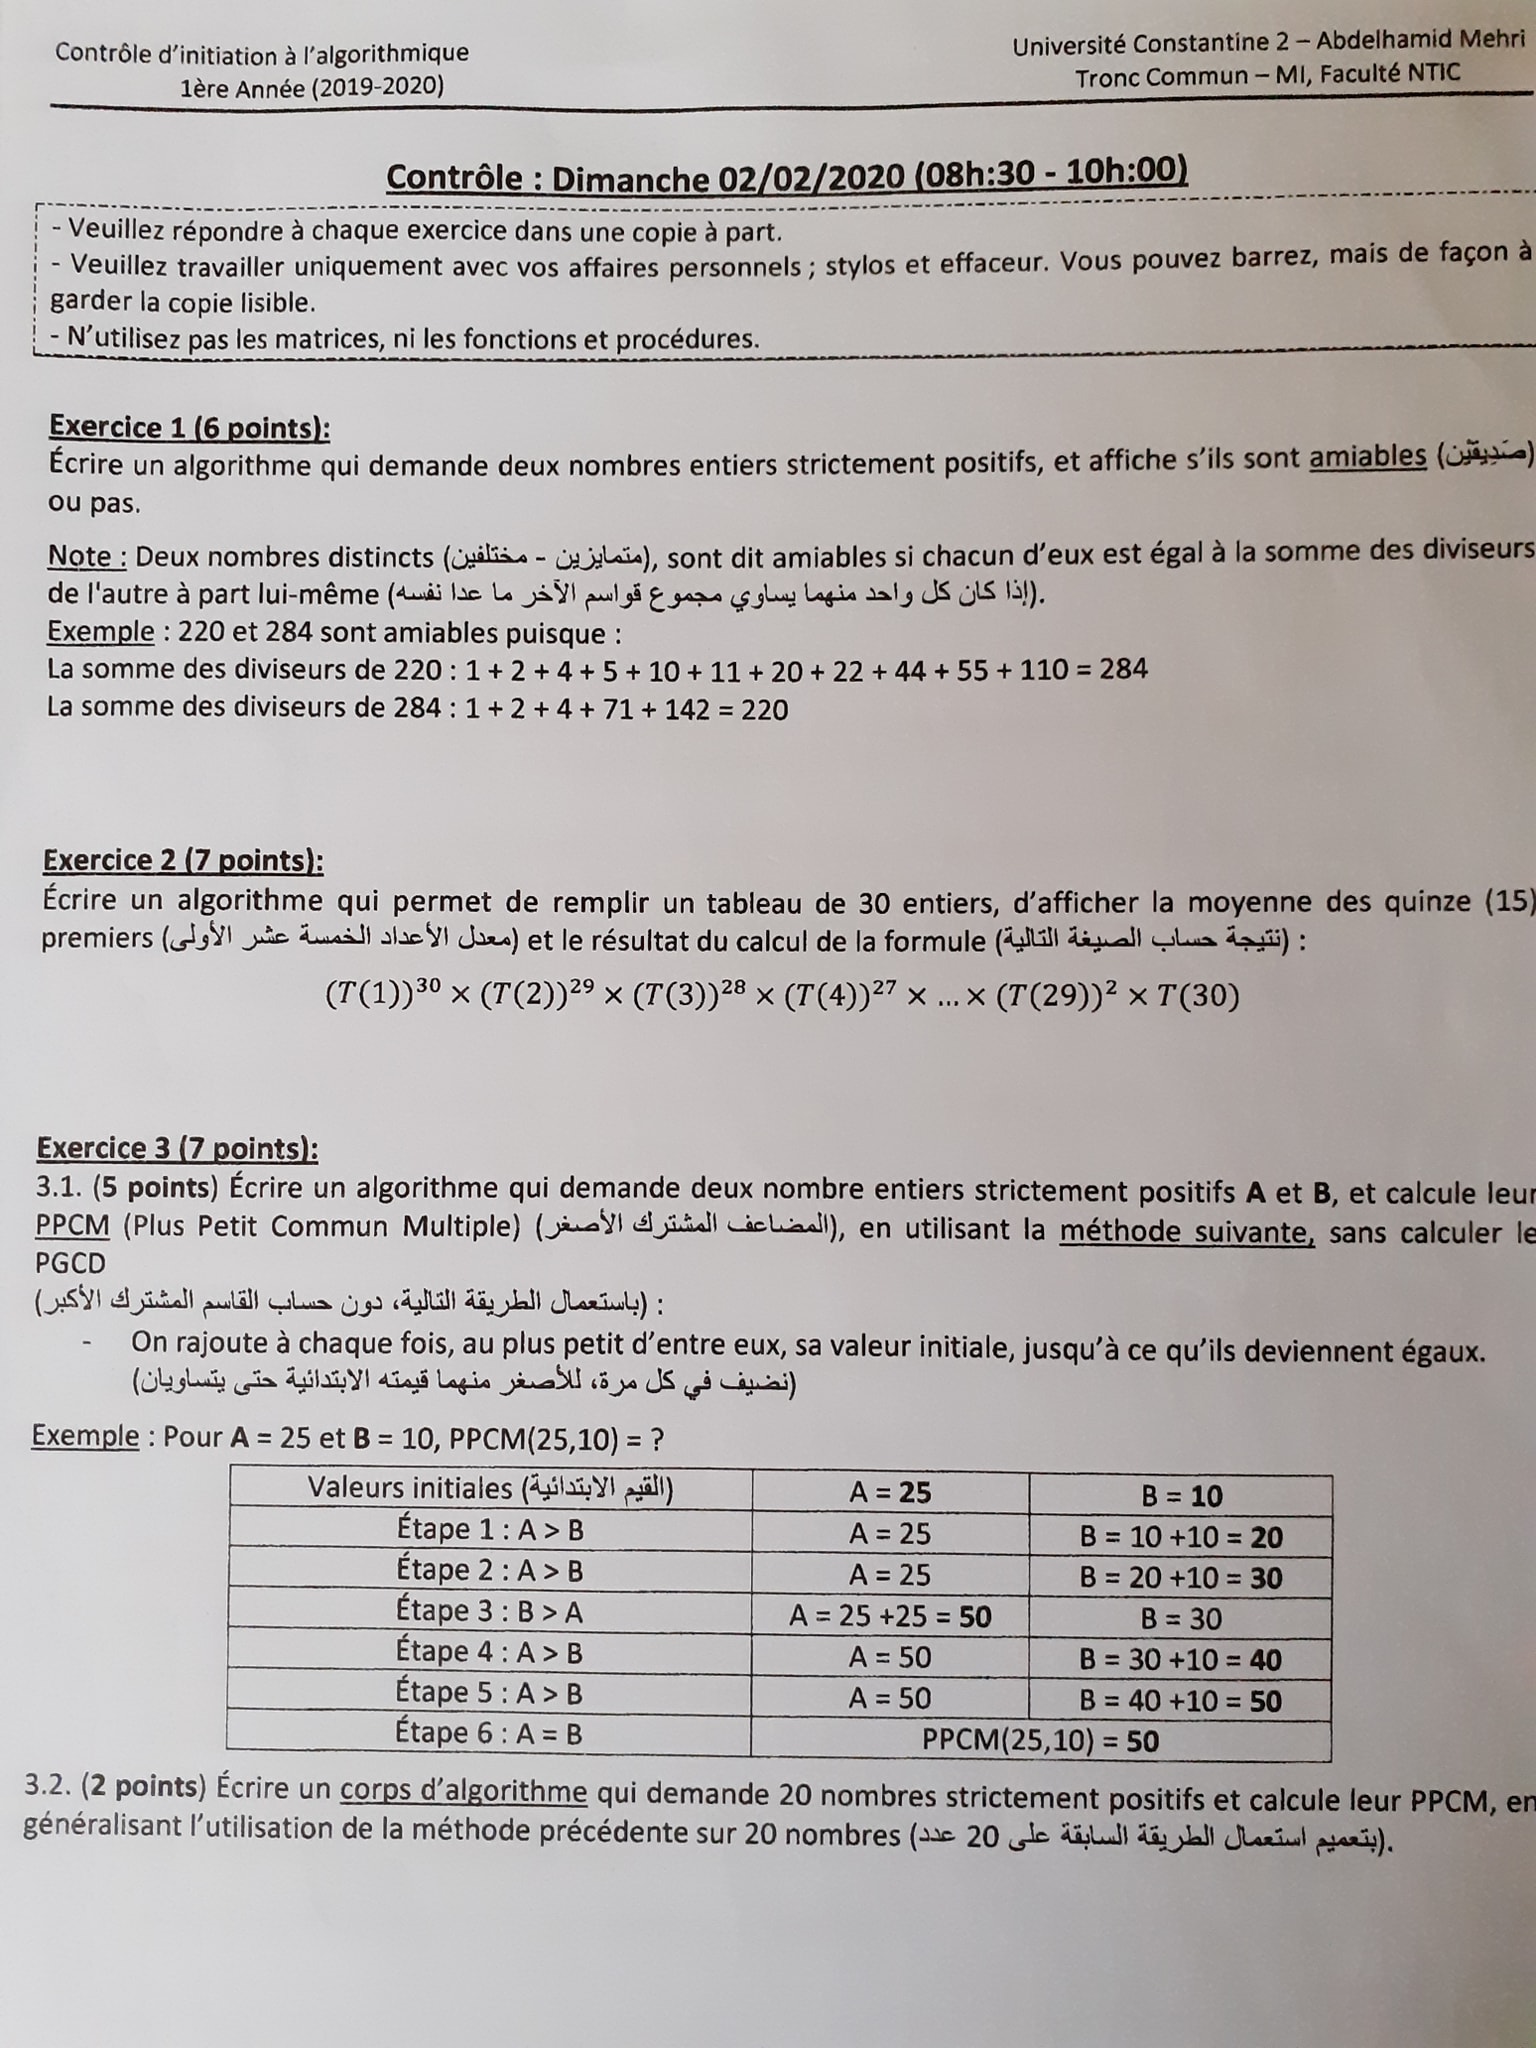 Contrôle d'initiation à l'algorithmique
1ère Année (2019-2020)
Université Constantine 2 – Abdelhamid Mehri
Tronc Commun – MI, Faculté NTIC
Contrôle : Dimanche 02/02/2020 (08h:30 - 10h:00)
- Veuillez répondre à chaque exercice dans une copie à part.
- Veuillez travailler uniquement avec vos affaires personnels ; stylos et effaceur. Vous pouvez barrez, mais de façon à
garder la copie lisible.
- N'utilisez pas les matrices, ni les fonctions et procédures.
Exercice 1 (6 points):
Écrire un algorithme qui demande deux nombres entiers strictement positifs, et affiche s'ils sont amiables (صَدِيقَيْن)
ou pas.
Note : Deux nombres distincts (متمايزين - مختلفين), sont dit amiables si chacun d'eux est égal à la somme des diviseurs
de l'autre à part lui-même (إذا كان كل واحد منهما يساوي مجموع قواسم الآخر ما عدا نفسه).
Exemple : 220 et 284 sont amiables puisque :
La somme des diviseurs de 220 : 1 + 2 + 4 + 5 + 10 + 11 + 20 + 22 + 44 + 55 + 110 = 284
La somme des diviseurs de 284 : 1 + 2 + 4 + 71 + 142 = 220
Exercice 2 (7 points):
Écrire un algorithme qui permet de remplir un tableau de 30 entiers, d'afficher la moyenne des quinze (15)
premiers (معدل الأعداد الخمسة عشر الأولى) et le résultat du calcul de la formule (نتيجة حساب الصيغة التالية) :
(T(1))³⁰ × (T(2))²⁹ × (T(3))²⁸ × (T(4))²⁷ × ... × (T(29))² × T(30)
Exercice 3 (7 points):
3.1. (5 points) Écrire un algorithme qui demande deux nombre entiers strictement positifs A et B, et calcule leur
PPCM (Plus Petit Commun Multiple) (المضاعف المشترك الأصغر), en utilisant la méthode suivante, sans calculer le
PGCD
(باستعمال الطريقة التالية، دون حساب القاسم المشترك الأكبر) :
- On rajoute à chaque fois, au plus petit d'entre eux, sa valeur initiale, jusqu'à ce qu'ils deviennent égaux.
(نضيف في كل مرة، للأصغر منهما قيمته الابتدائية حتى يتساويان)
Exemple : Pour A = 25 et B = 10, PPCM(25,10) = ?
Valeurs initiales (القيم الابتدائية) A = 25 B = 10
Étape 1 : A > B A = 25 B = 10 +10 = 20
Étape 2 : A > B A = 25 B = 20 +10 = 30
Étape 3 : B > A A = 25 +25 = 50 B = 30
Étape 4 : A > B A = 50 B = 30 +10 = 40
Étape 5 : A > B A = 50 B = 40 +10 = 50
Étape 6 : A = B PPCM(25,10) = 50
3.2. (2 points) Écrire un corps d'algorithme qui demande 20 nombres strictement positifs et calcule leur PPCM, en
généralisant l'utilisation de la méthode précédente sur 20 nombres (بتعميم استعمال الطريقة السابقة على 20 عدد).